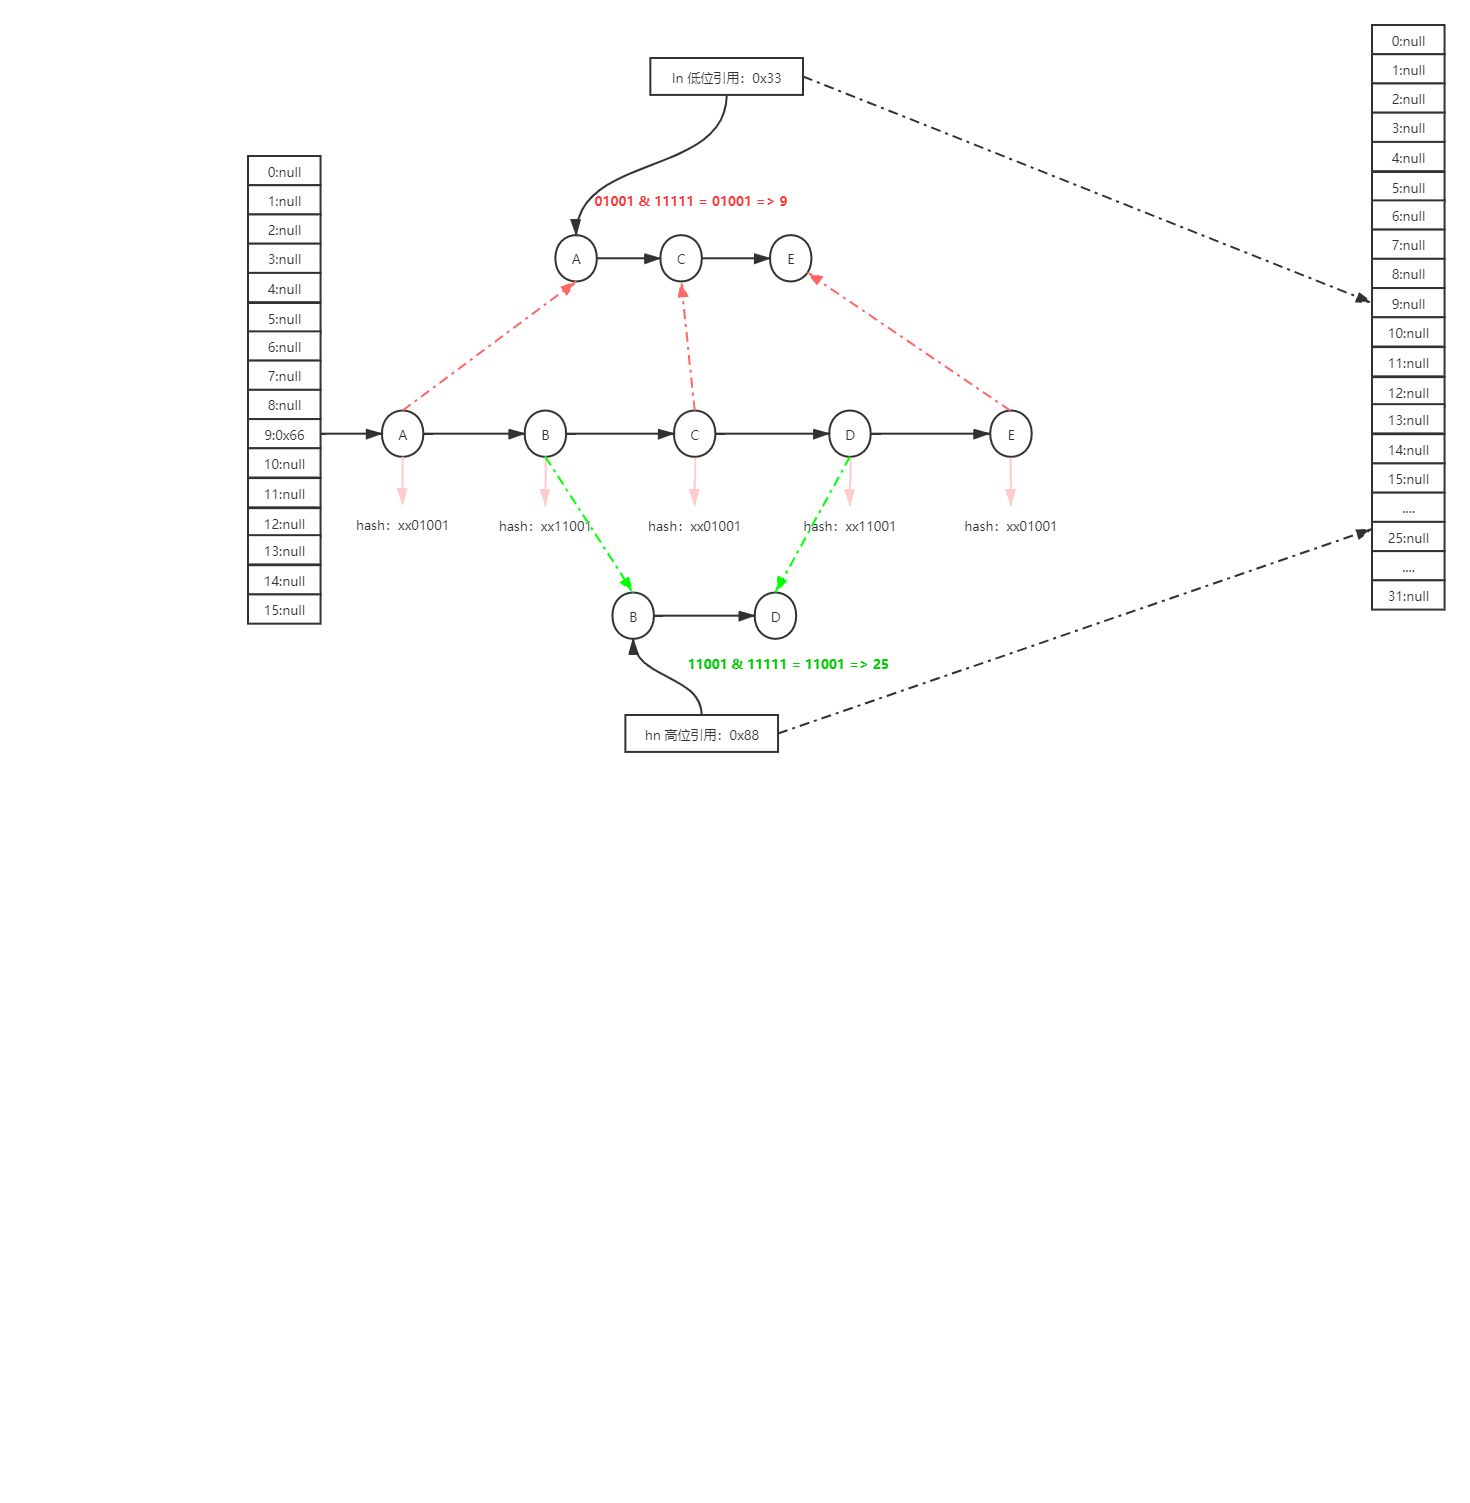 ln 低位引用：0x33
01001 & 11111 = 01001 => 9
A
C
E
0:null
1:null
2:null
3:null
4:null
5:null
6:null
7:null
8:null
9:0x66
10:null
11:null
12:null
13:null
14:null
15:null
A
B
C
D
E
hash：xx01001
hash：xx11001
hash：xx01001
hash：xx11001
hash：xx01001
B
D
11001 & 11111 = 11001 => 25
hn 高位引用：0x88
0:null
1:null
2:null
3:null
4:null
5:null
6:null
7:null
8:null
9:null
10:null
11:null
12:null
13:null
14:null
15:null
....
25:null
....
31:null